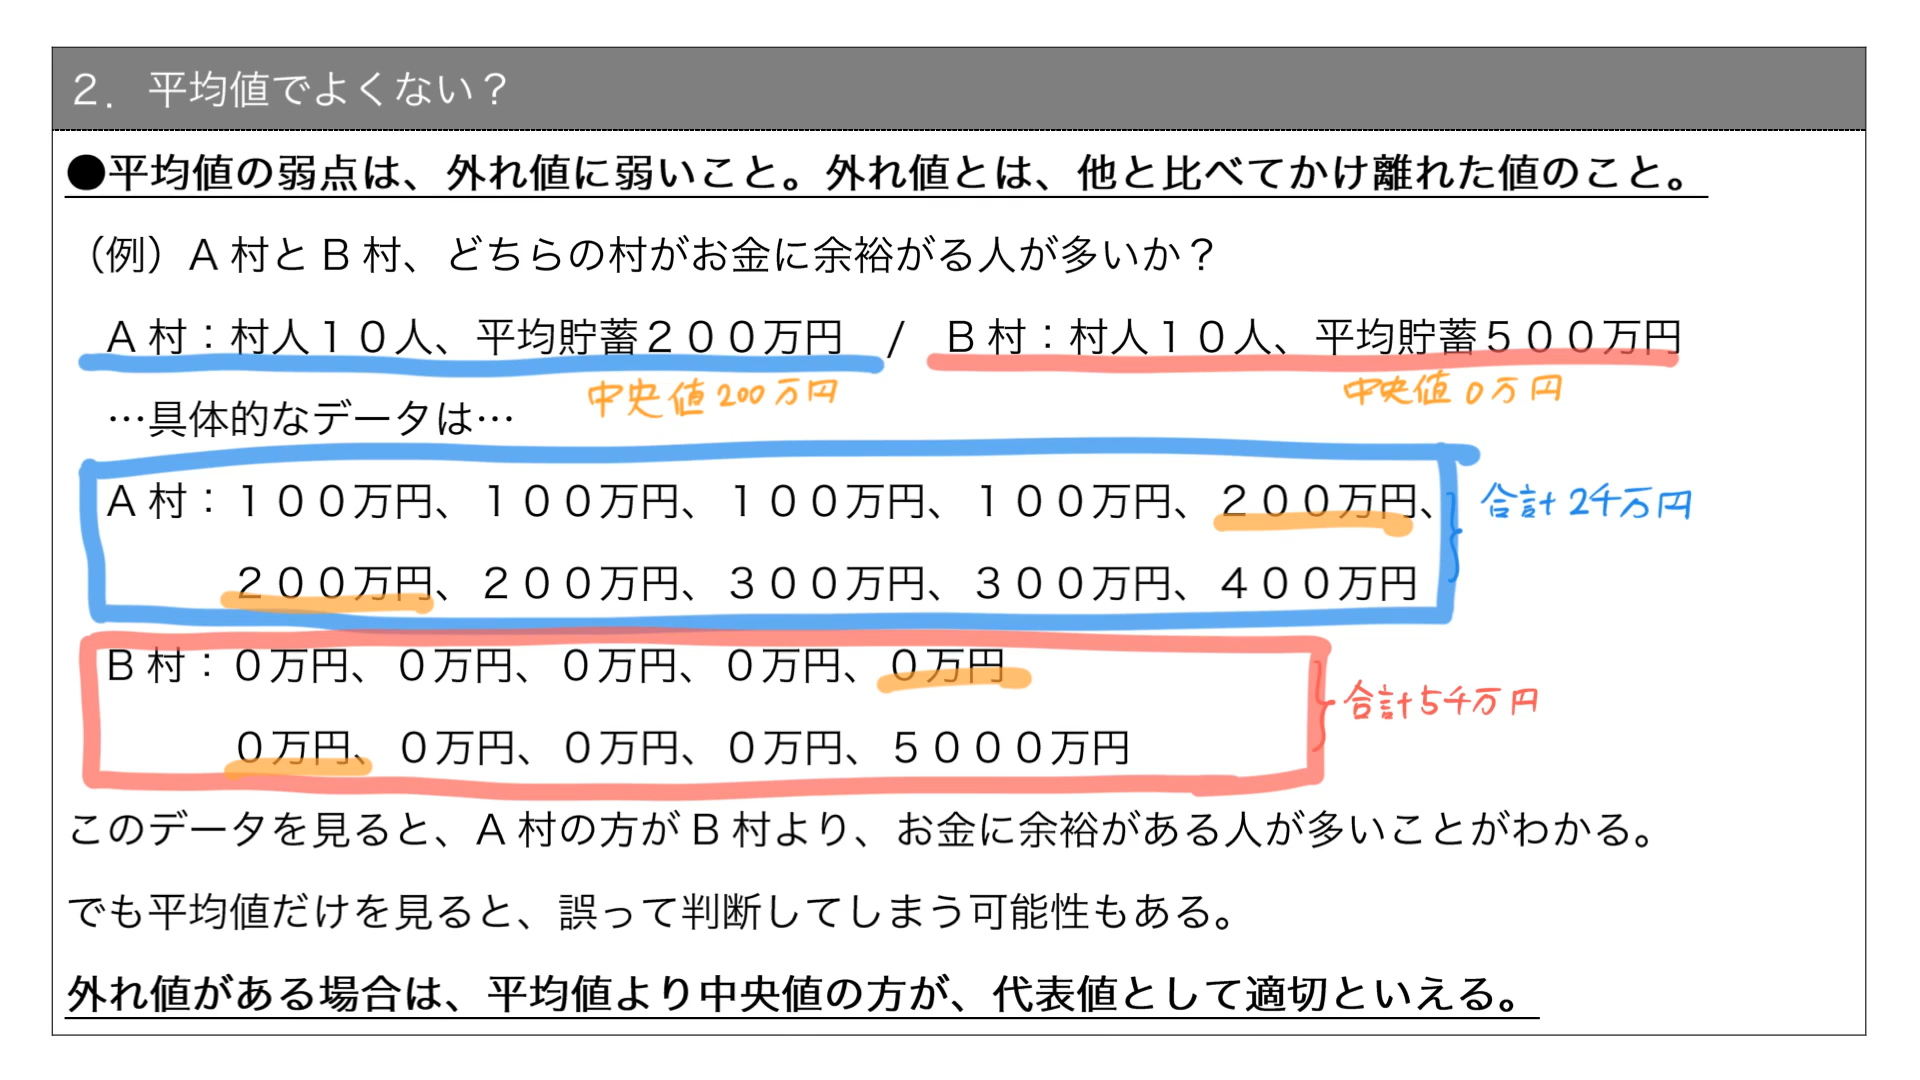 ２．平均値でよくない？
●平均値の弱点は、外れ値に弱いこと。外れ値とは、他と比べてかけ離れた値のこと。
（例）Ａ村とＢ村、どちらの村がお金に余裕がる人が多いか？
Ａ村：村人１０人、平均貯蓄２００万円 / Ｂ村：村人１０人、平均貯蓄５００万円
中央値200万円 中央値0万円
…具体的なデータは…
Ａ村：１００万円、１００万円、１００万円、１００万円、２００万円、
２００万円、２００万円、３００万円、３００万円、４００万円
合計2千万円
Ｂ村：０万円、０万円、０万円、０万円、０万円
０万円、０万円、０万円、０万円、５０００万円
合計5千万円
このデータを見ると、Ａ村の方がＢ村より、お金に余裕がある人が多いことがわかる。
でも平均値だけを見ると、誤って判断してしまう可能性もある。
外れ値がある場合は、平均値より中央値の方が、代表値として適切といえる。